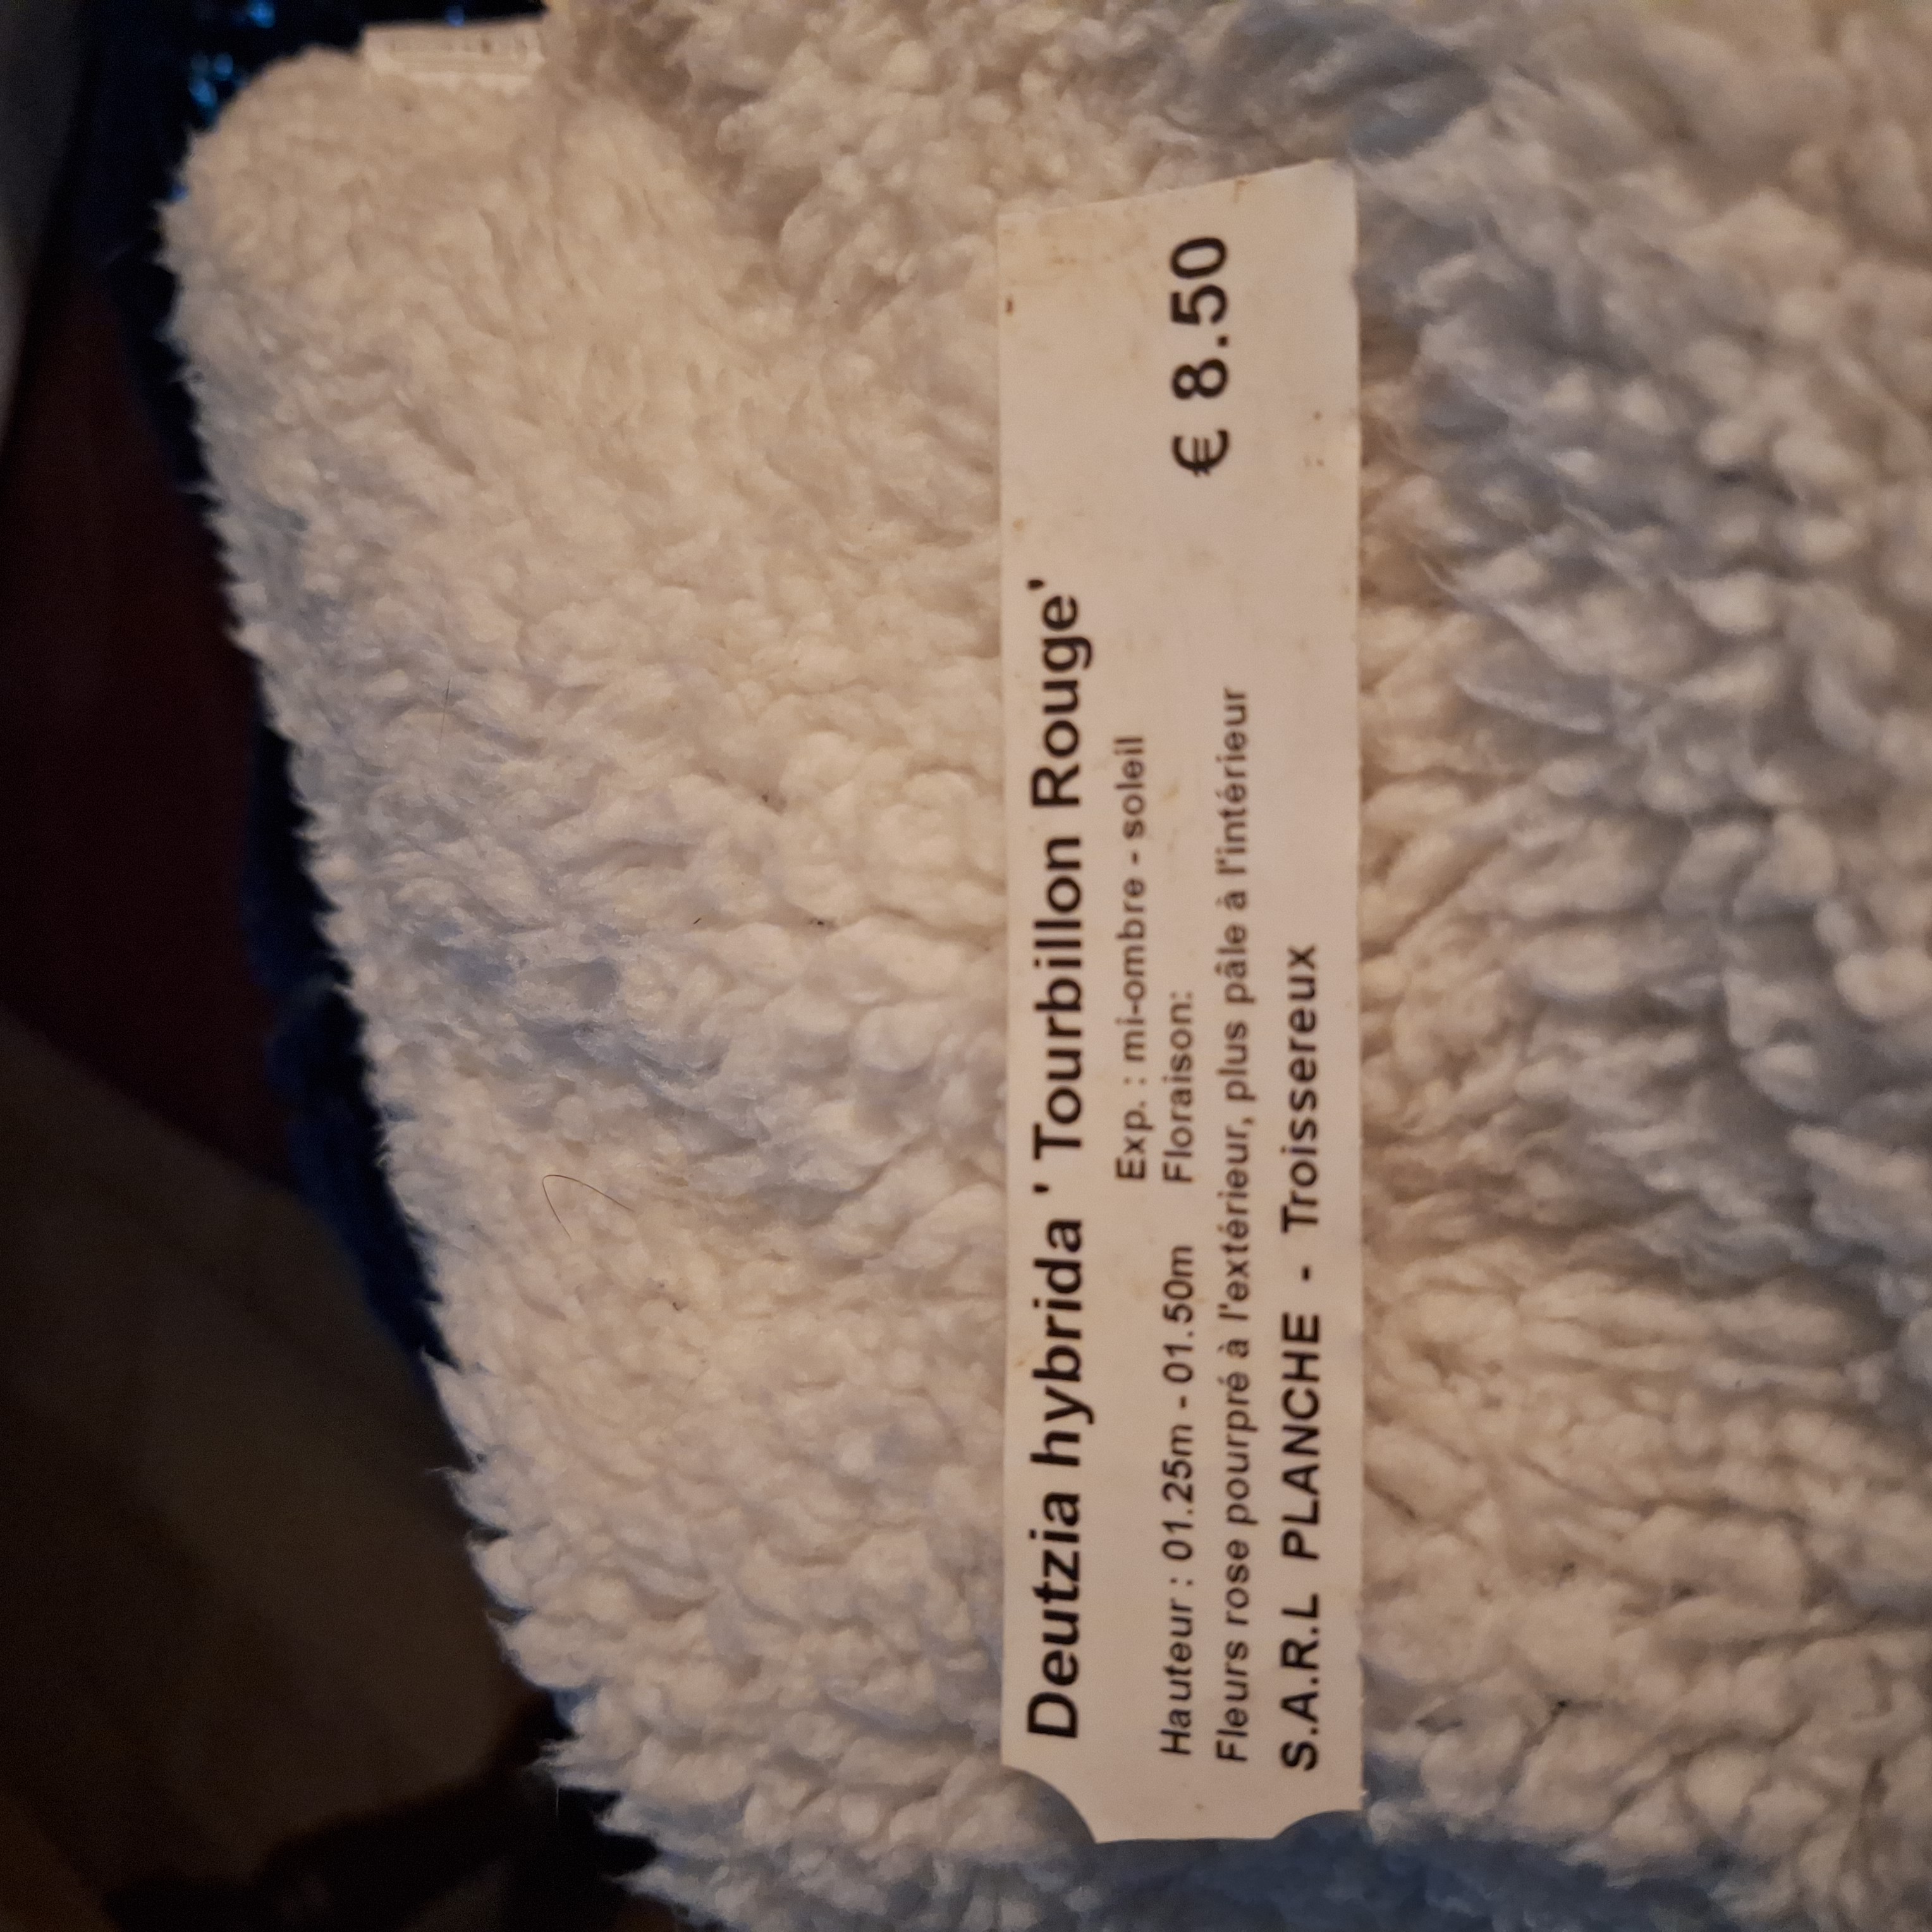 Deutzia hybrida ' Tourbillon Rouge'
Exp. : mi-ombre - soleil
Hauteur : 01.25m - 01.50m Floraison: € 8.50
Fleurs rose pourpré à l'extérieur, plus pâle à l'intérieur
S.A.R.L PLANCHE - Troissereux